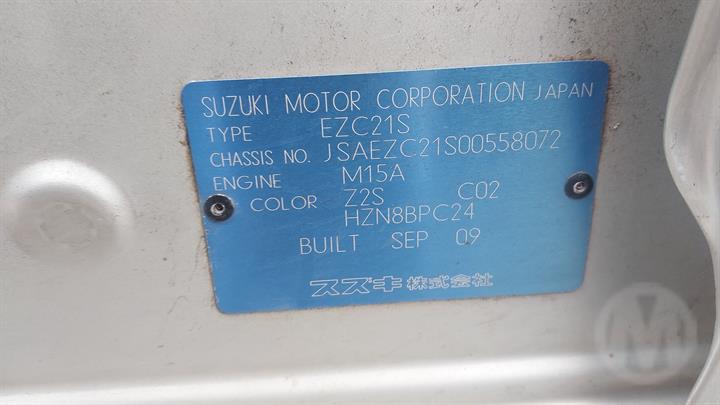 SUZUKI MOTOR CORPORATION JAPAN
TYPE EZC21S
CHASSIS NO. JSAEZC21S00558072
ENGINE M15A
COLOR Z2S C02
HZN8BPC24
BUILT SEP 09
スズキ株式会社
M